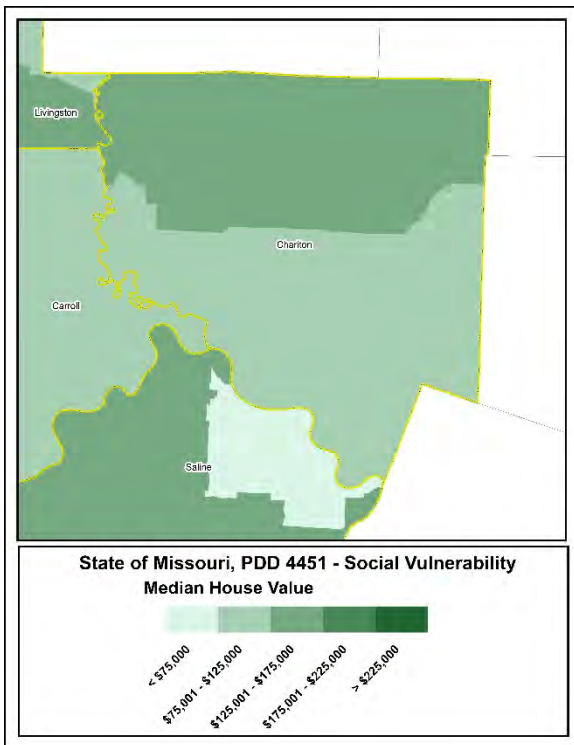 Livingston
Chariton
Carroll
Saline
State of Missouri, PDD 4451 - Social Vulnerability
Median House Value
< $75,000
$75,001 - $125,000
$125,001 - $175,000
$175,001 - $225,000
> $225,000